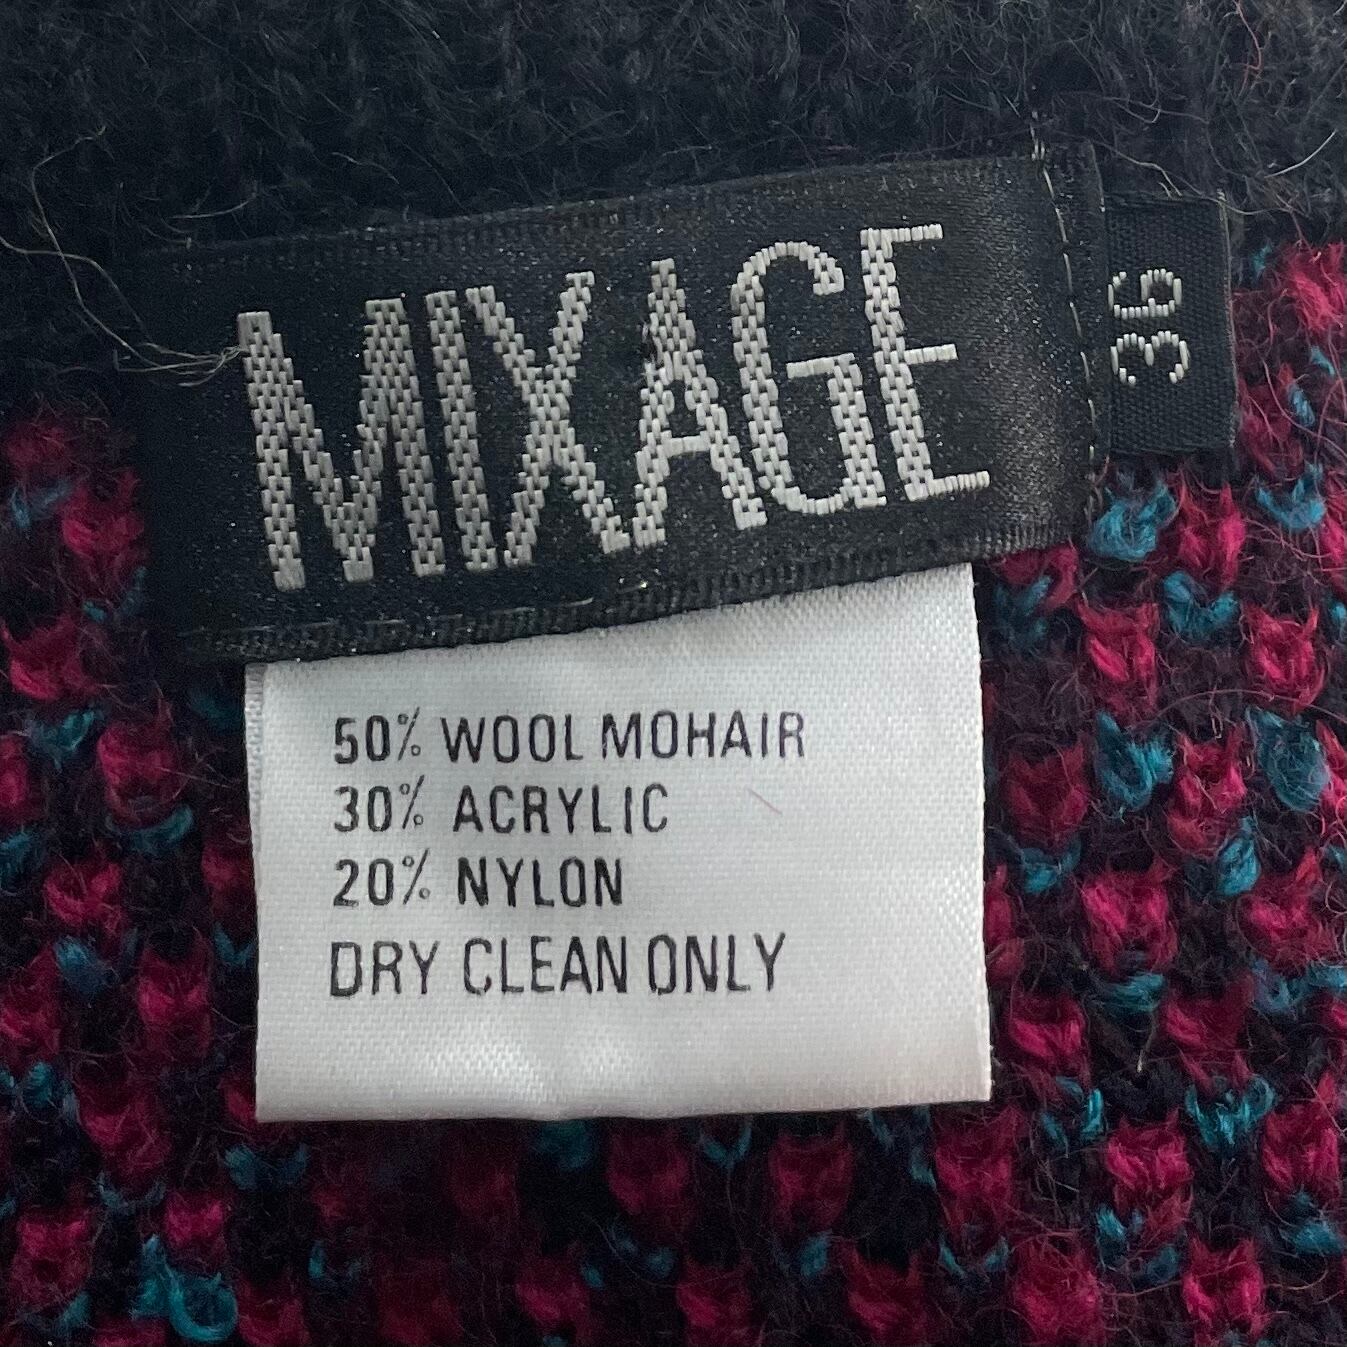 MIXAGE
36
50% WOOL MOHAIR
30% ACRYLIC
20% NYLON
DRY CLEAN ONLY